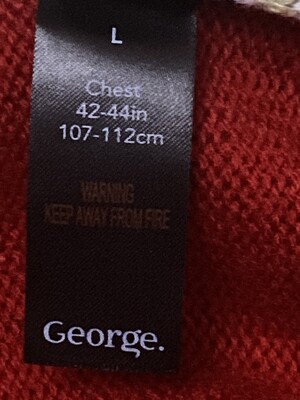 L
Chest
42-44in
107-112cm
WARNING
KEEP AWAY FROM FIRE
George.